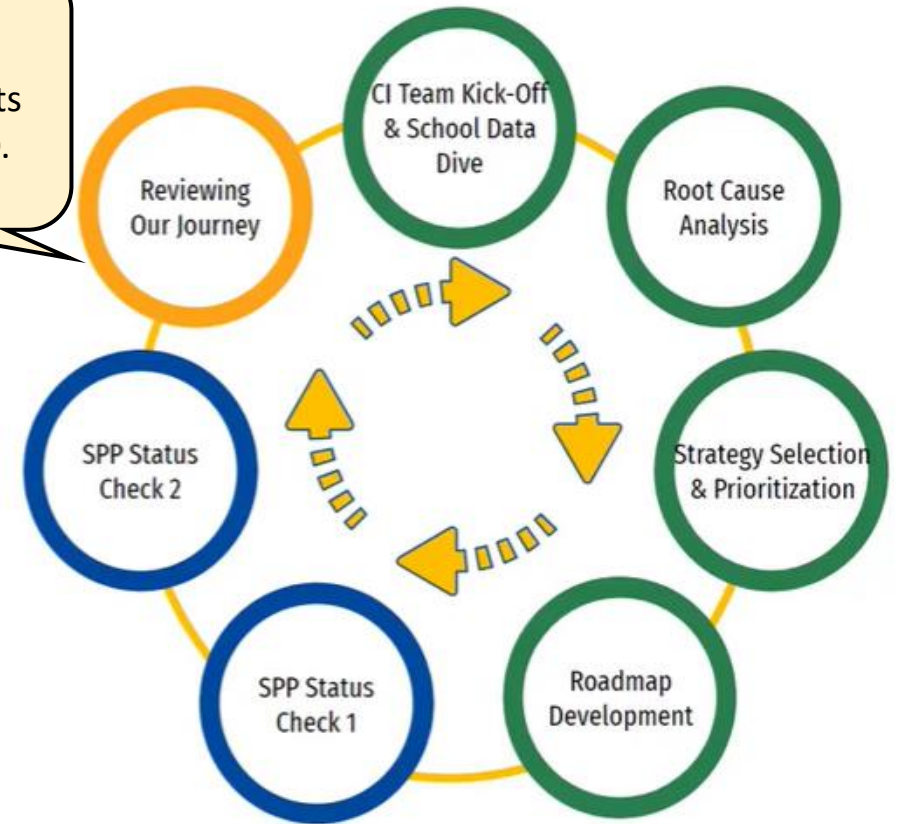 ts
.
CI Team Kick-Off
& School Data
Dive
Root Cause
Analysis
Strategy Selection
& Prioritization
Roadmap
Development
SPP Status
Check 1
SPP Status
Check 2
Reviewing
Our Journey